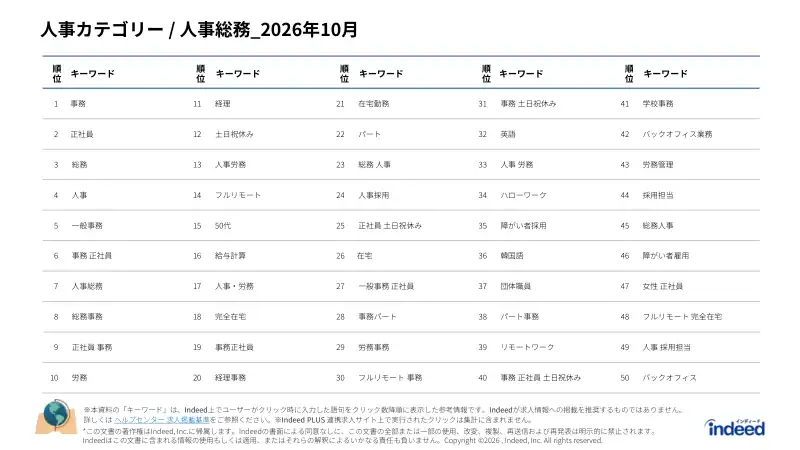 人事カテゴリー / 人事総務_2026年10月
順位 キーワード 順位 キーワード 順位 キーワード 順位 キーワード 順位 キーワード
1 事務 11 経理 21 在宅勤務 31 事務 土日祝休み 41 学校事務
2 正社員 12 土日祝休み 22 パート 32 英語 42 バックオフィス業務
3 総務 13 人事労務 23 総務 人事 33 人事 労務 43 労務管理
4 人事 14 フルリモート 24 人事採用 34 ハローワーク 44 採用担当
5 一般事務 15 50代 25 正社員 土日祝休み 35 障がい者採用 45 総務人事
6 事務 正社員 16 給与計算 26 在宅 36 韓国語 46 障がい者雇用
7 人事総務 17 人事・労務 27 一般事務 正社員 37 団体職員 47 女性 正社員
8 総務事務 18 完全在宅 28 事務パート 38 パート事務 48 フルリモート 完全在宅
9 正社員 事務 19 事務正社員 29 労務事務 39 リモートワーク 49 人事 採用担当
10 労務 20 経理事務 30 フルリモート 事務 40 事務 正社員 土日祝休み 50 バックオフィス
※本資料の「キーワード」は、Indeed上でユーザーがクリック時に入力した語句をクリック数降順に表示した参考情報です。Indeedが求人情報への掲載を推奨するものではありません。
詳しくは ヘルプセンター 求人掲載基準をご参照ください。※Indeed PLUS 連携求人サイト上で実行されたクリックは集計に含まれません。
*この文書の著作権はIndeed, Inc.に帰属します。Indeedの書面による同意なしに、この文書の全部または一部の使用、改変、複製、再送信および再発表は明示的に禁止されます。
Indeedはこの文書に含まれる情報の使用もしくは適用、またはそれらの解釈によるいかなる責任も負いません。Copyright ©2026 , Indeed, Inc. All rights reserved.
インディード
indeed